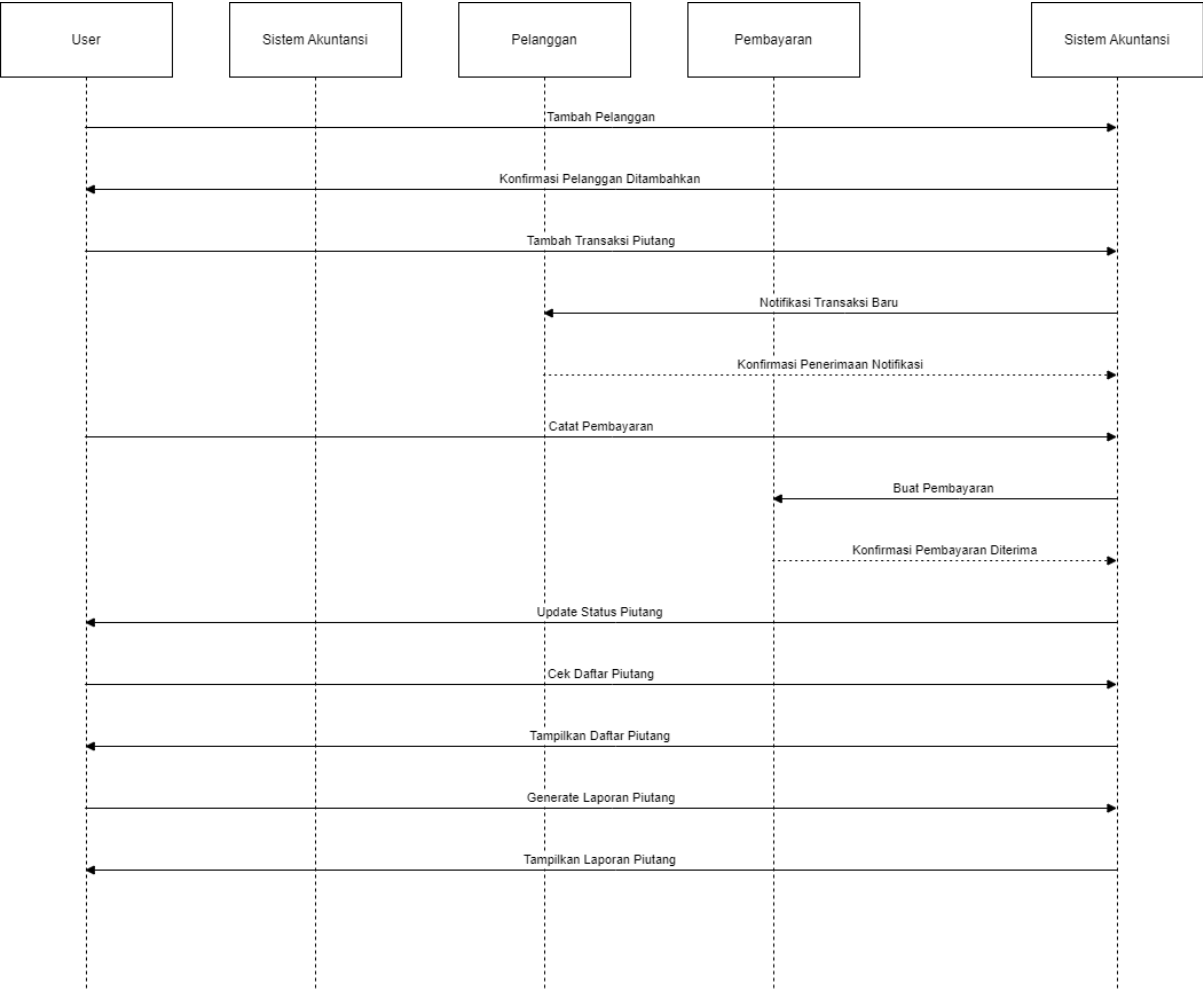 User
Sistem Akuntansi
Pelanggan
Pembayaran
Sistem Akuntansi
Tambah Pelanggan
Konfirmasi Pelanggan Ditambahkan
Tambah Transaksi Piutang
Notifikasi Transaksi Baru
Konfirmasi Penerimaan Notifikasi
Catat Pembayaran
Buat Pembayaran
Konfirmasi Pembayaran Diterima
Update Status Piutang
Cek Daftar Piutang
Tampilkan Daftar Piutang
Generate Laporan Piutang
Tampilkan Laporan Piutang